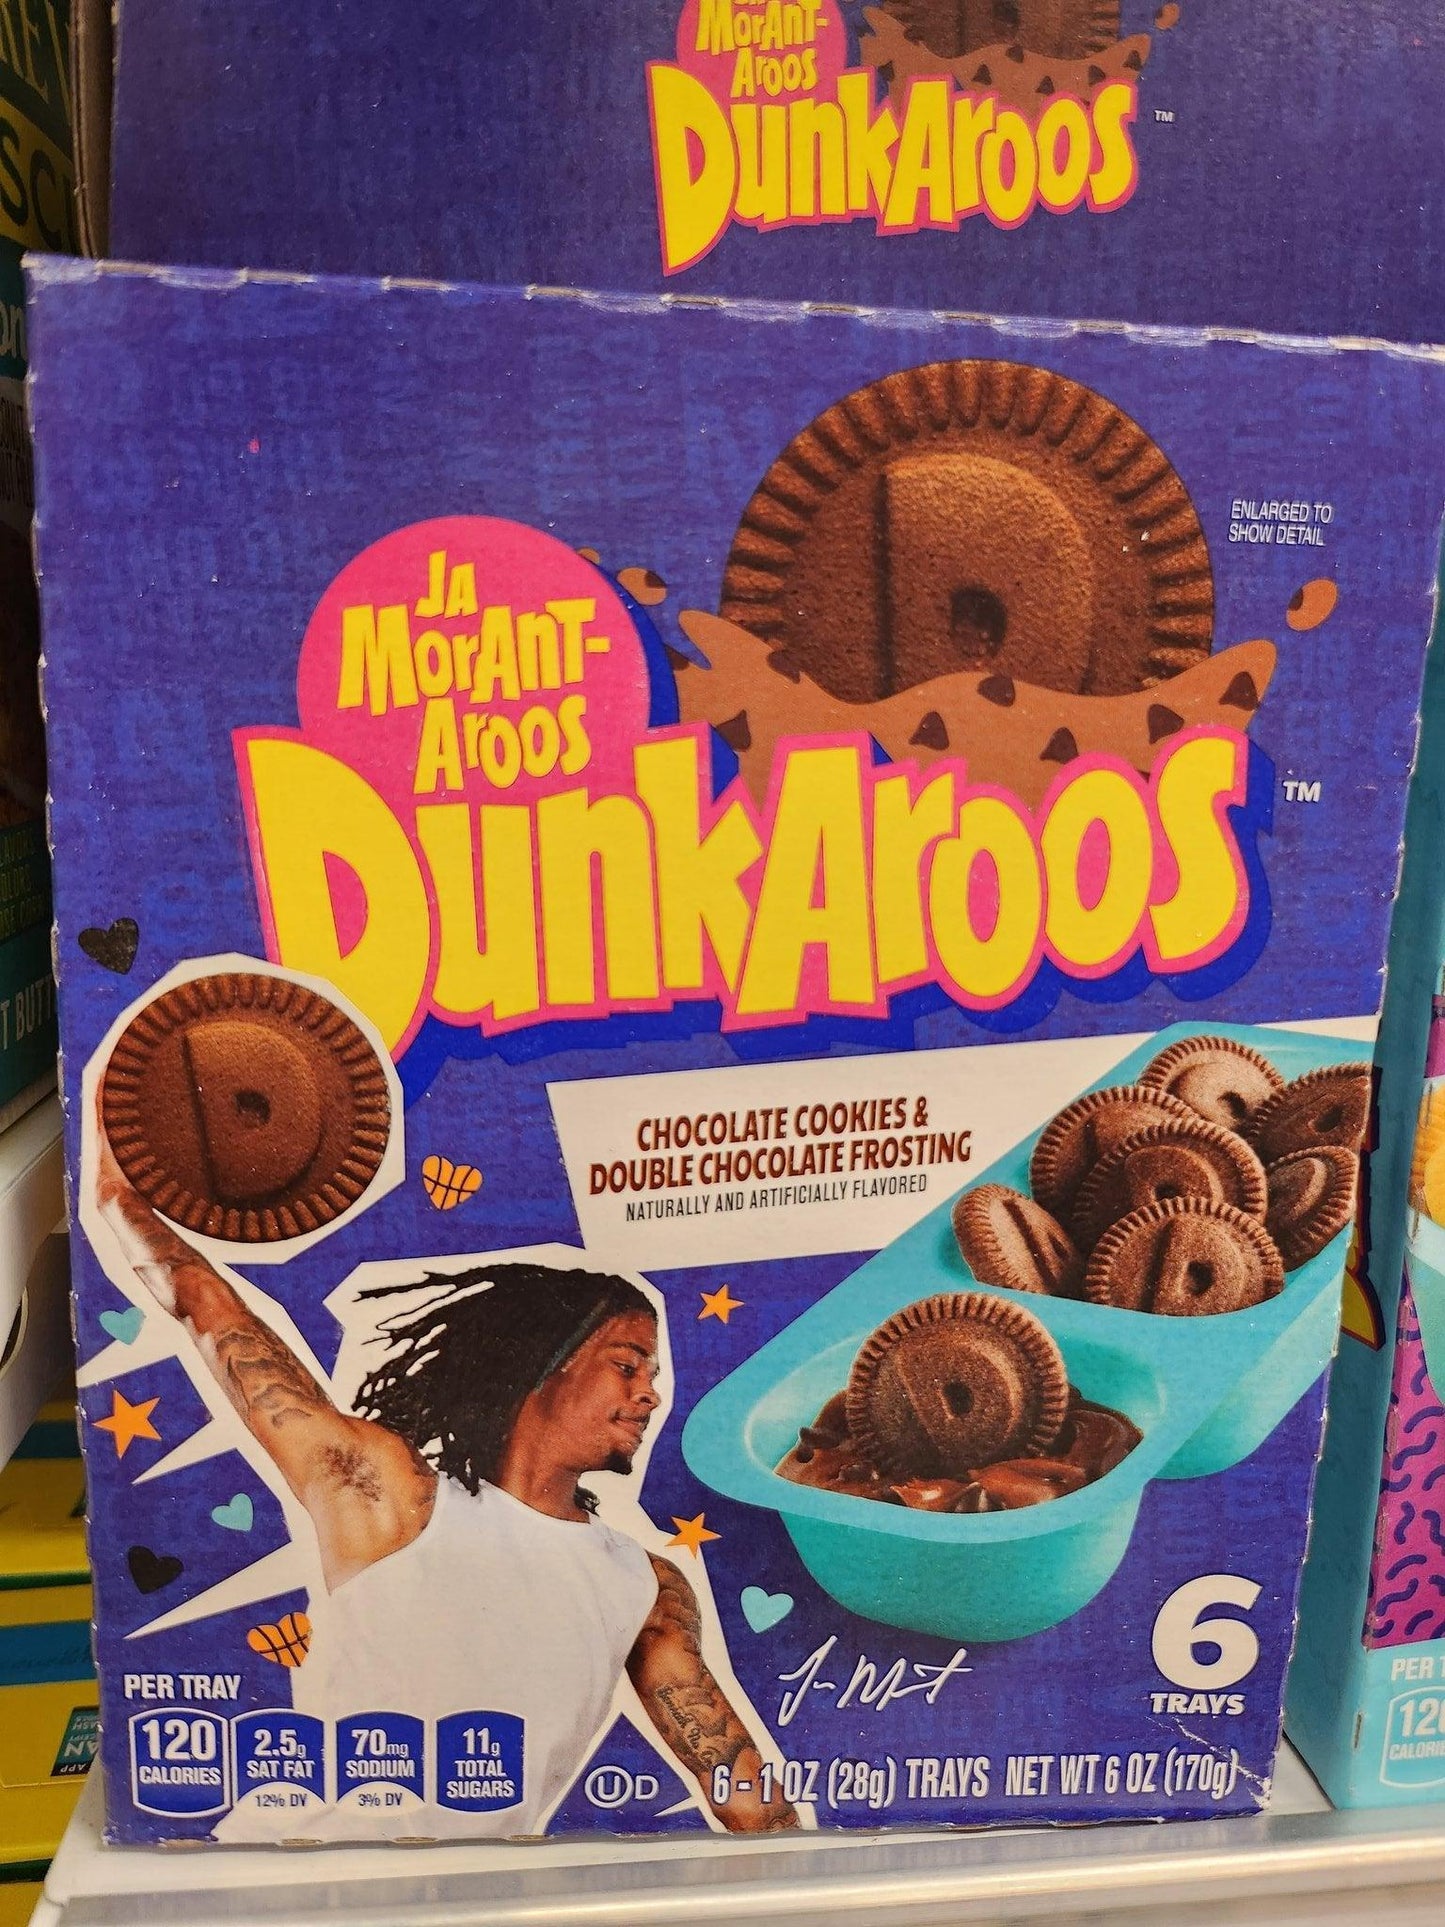 MorAnT-
Aroos
DunkAroos
TM
ENLARGED TO
SHOW DETAIL
JA
MorAnT-
Aroos
DunkAroos
TM
CHOCOLATE COOKIES &
DOUBLE CHOCOLATE FROSTING
NATURALLY AND ARTIFICIALLY FLAVORED
6
TRAYS
PER TRAY
120
CALORIES
2.5g
SAT FAT
12% DV
70mg
SODIUM
3% DV
11g
TOTAL
SUGARS
U D
6 - 1 OZ (28g) TRAYS NET WT 6 OZ (170g)
PER